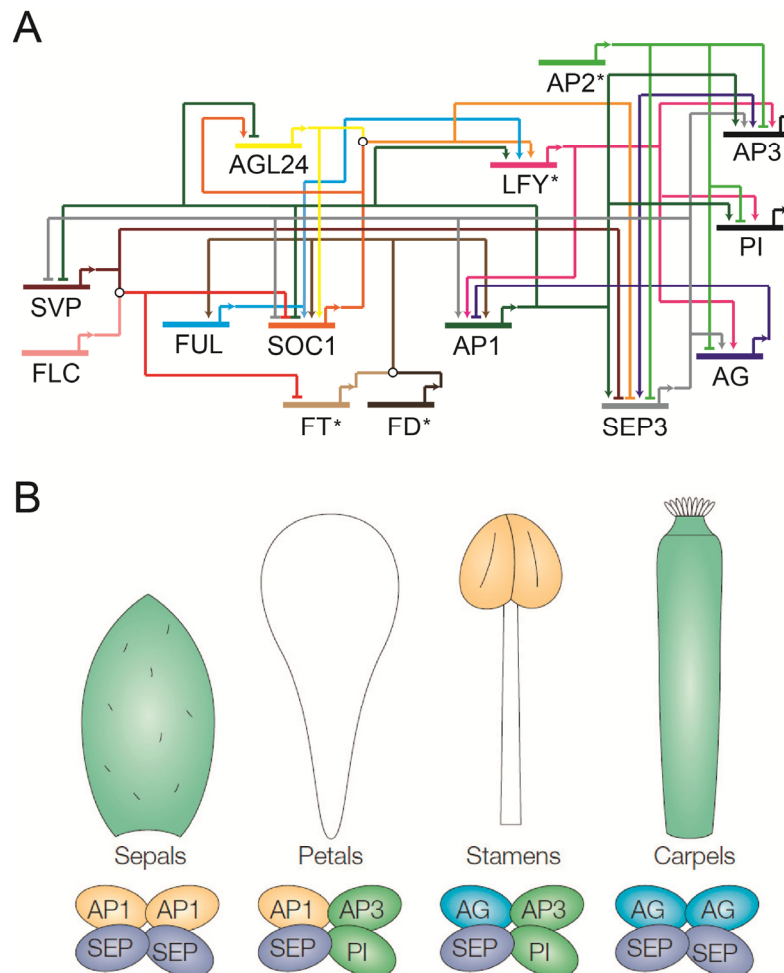 A
AP2*
AGL24
LFY*
AP3
PI
SVP
FUL
SOC1
AP1
FLC
AG
FT*
FD*
SEP3
B
Sepals
Petals
Stamens
Carpels
AP1 AP1 AP1 AP3 AG AP3 AG AG
SEP SEP SEP PI SEP PI SEP SEP